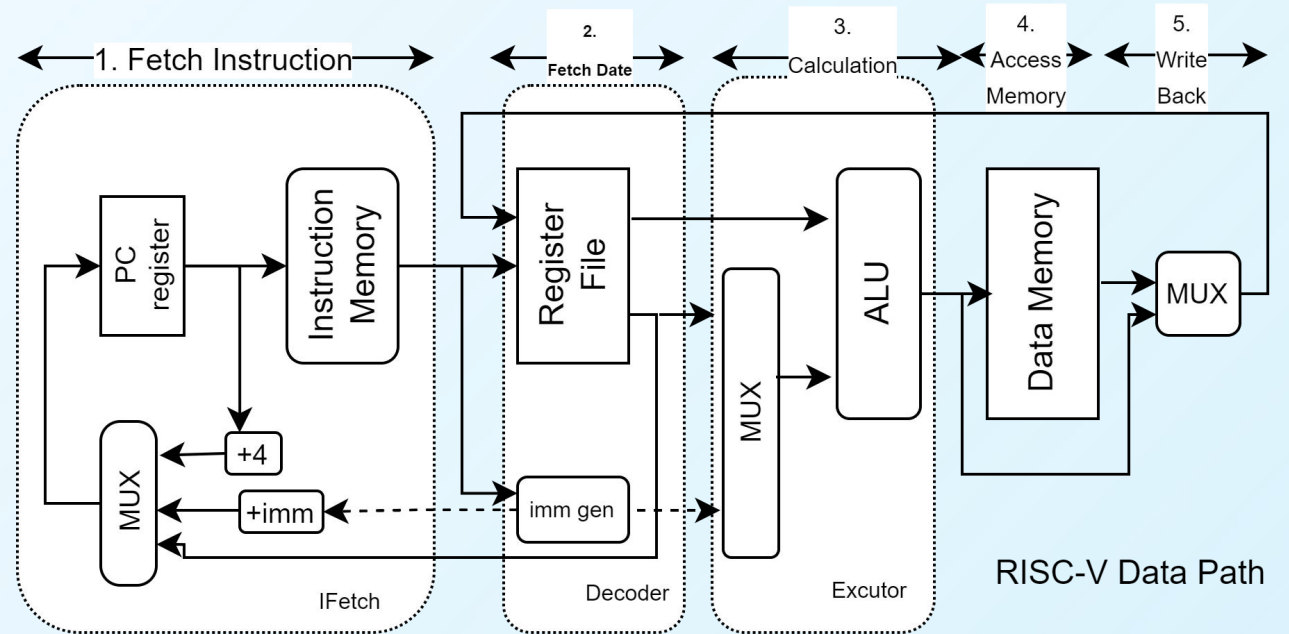 1. Fetch Instruction
2.
Fetch Date
3.
Calculation
4.
Access
Memory
5.
Write
Back
PC
register
Instruction
Memory
+4
MUX
+imm
IFetch
Register
File
imm gen
Decoder
MUX
ALU
Excutor
Data Memory
MUX
RISC-V Data Path